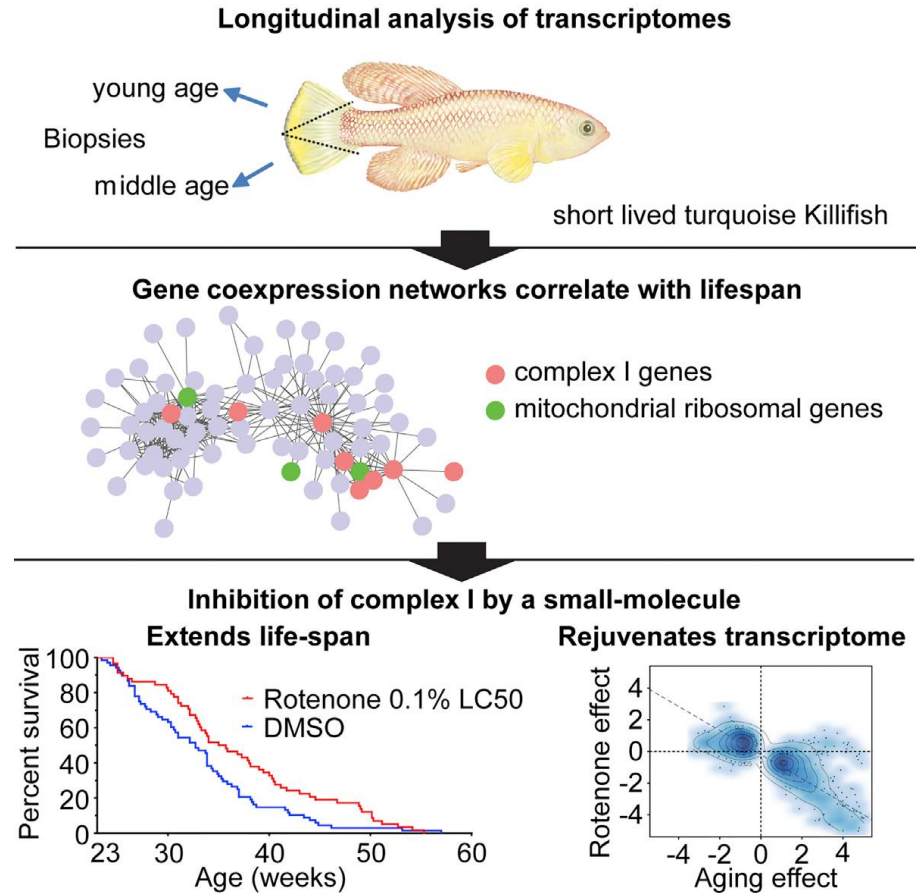 Longitudinal analysis of transcriptomes
young age
Biopsies
middle age
short lived turquoise Killifish
Gene coexpression networks correlate with lifespan
complex I genes
mitochondrial ribosomal genes
Inhibition of complex I by a small-molecule
Extends life-span
Percent survival
100
80
60
40
20
0
Rotenone 0.1% LC50
DMSO
23 30 40 50 60
Age (weeks)
Rejuvenates transcriptome
Rotenone effect
4
2
0
-2
-4
-4 -2 0 2 4
Aging effect